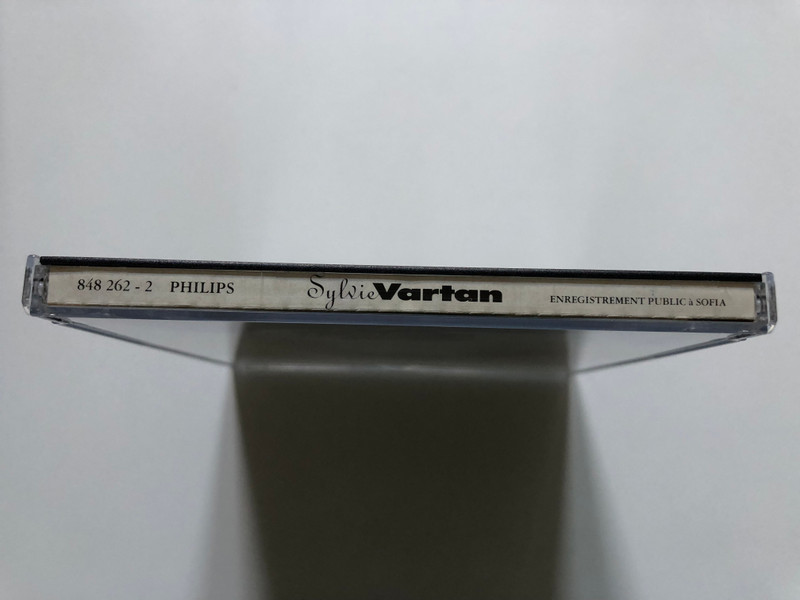 848 262 - 2 PHILIPS Sylvie Vartan ENREGISTREMENT PUBLIC à SOFIA